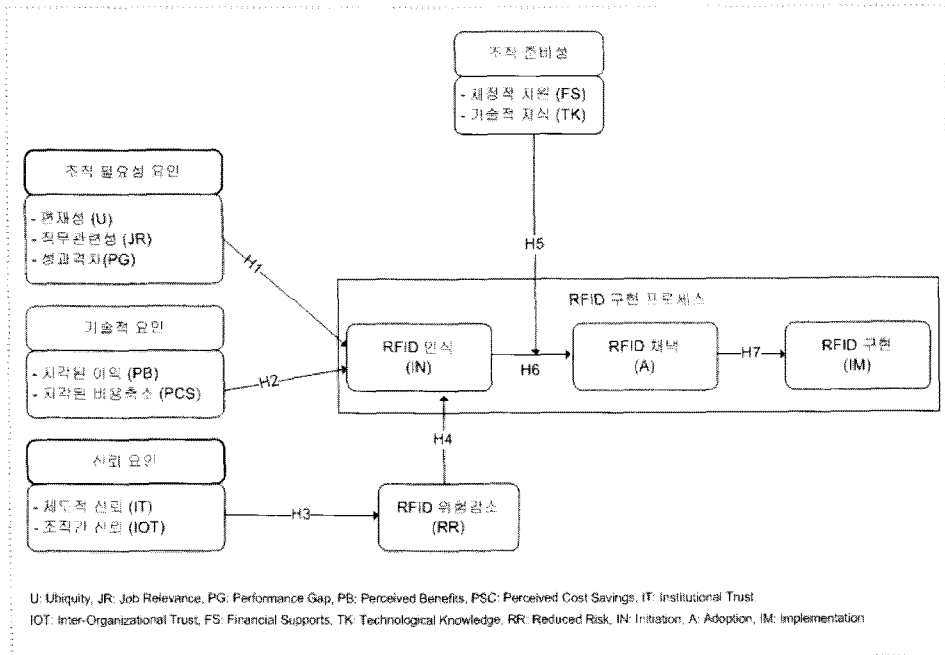 조직 준비성
- 재정적 지원 (FS)
- 기술적 지식 (TK)
조직 필요성 요인
- 편재성 (U)
- 직무관련성 (JR)
- 성과격차(PG)
H1
H5
RFID 구현 프로세스
기술적 요인
- 지각된 이익 (PB)
- 지각된 비용축소 (PCS)
H2
RFID 인식
(IN)
H6
RFID 채택
(A)
H7
RFID 구현
(IM)
H4
신뢰 요인
- 제도적 신뢰 (IT)
- 조직간 신뢰 (IOT)
H3
RFID 위험감소
(RR)
U: Ubiquity, JR: Job Relevance, PG: Performance Gap, PB: Perceived Benefits, PSC: Perceived Cost Savings, IT: Institutional Trust
IOT: Inter-Organizational Trust, FS: Financial Supports, TK: Technological Knowledge, RR: Reduced Risk, IN: Initiation, A: Adoption, IM: Implementation